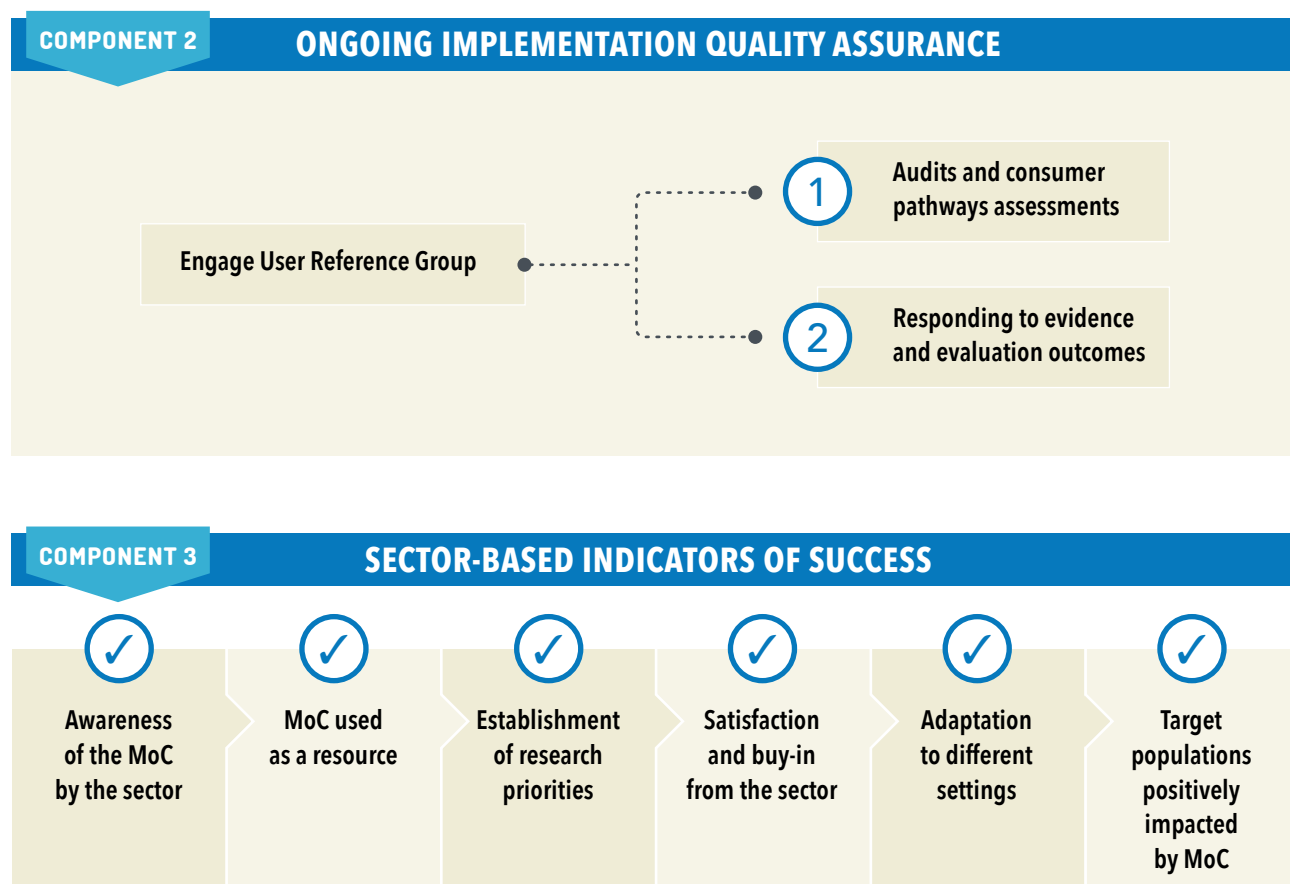 COMPONENT 2
ONGOING IMPLEMENTATION QUALITY ASSURANCE
Engage User Reference Group
1
Audits and consumer
pathways assessments
2
Responding to evidence
and evaluation outcomes
COMPONENT 3
SECTOR-BASED INDICATORS OF SUCCESS
Awareness
of the MoC
by the sector
MoC used
as a resource
Establishment
of research
priorities
Satisfaction
and buy-in
from the sector
Adaptation
to different
settings
Target
populations
positively
impacted
by MoC